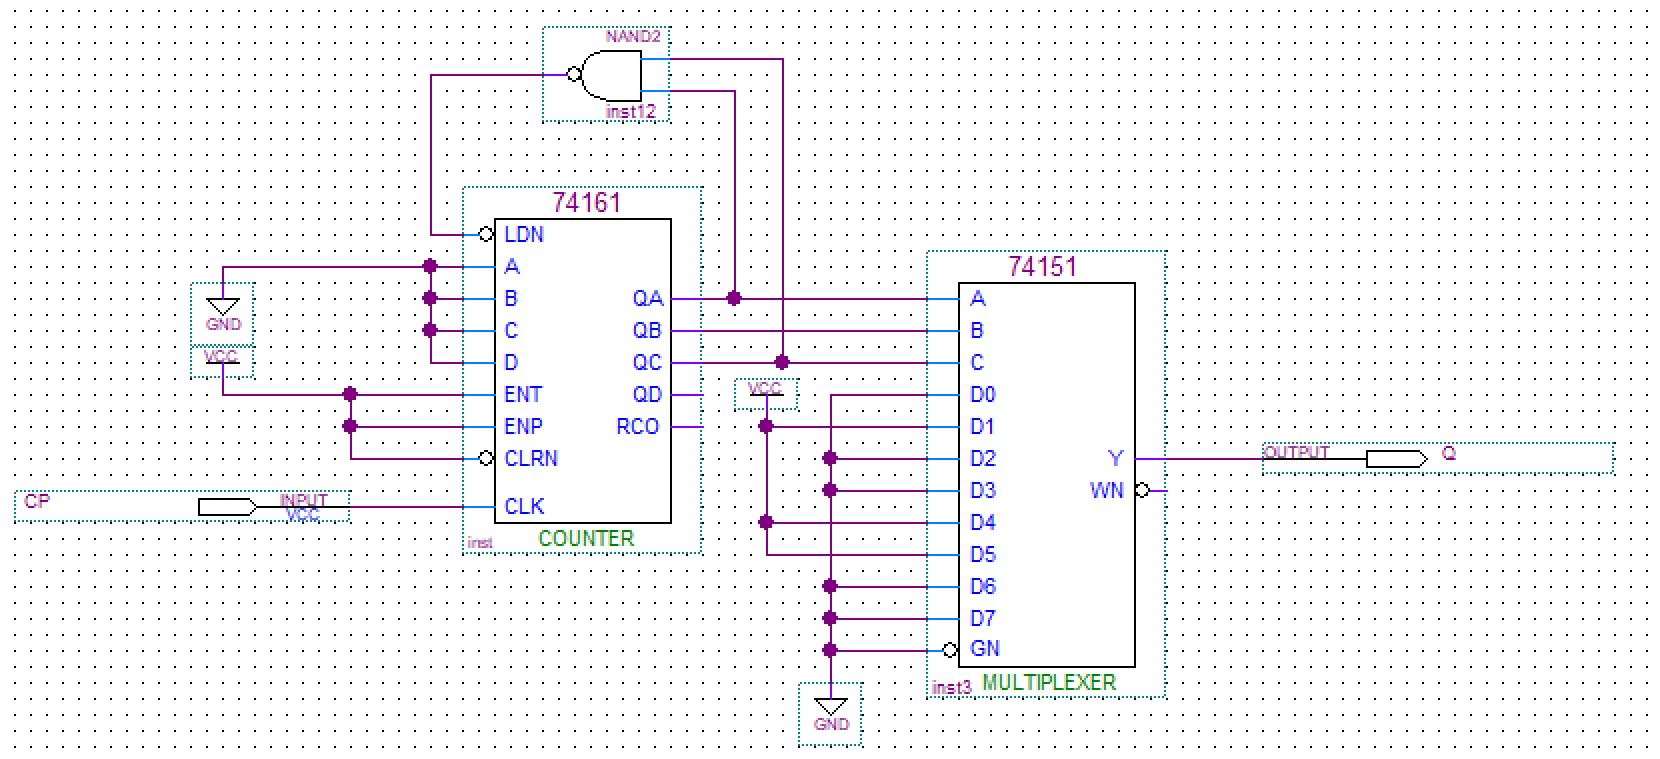 NAND2
inst12
74161
LDN
A
B
C
D
ENT
ENP
CLRN
CLK
QA
QB
QC
QD
RCO
COUNTER
inst
GND
VCC
CP
INPUT
VCC
VCC
74151
A
B
C
D0
D1
D2
D3
D4
D5
D6
D7
GN
Y
WN
MULTIPLEXER
inst3
GND
OUTPUT
Q